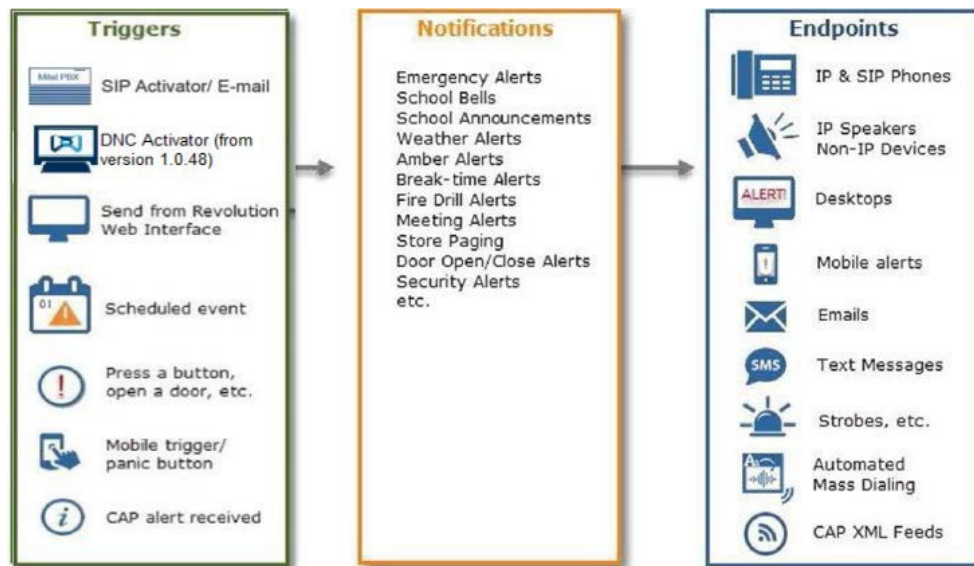 Triggers
Mitel PBX
SIP Activator/ E-mail
DNC Activator (from
version 1.0.48)
Send from Revolution
Web Interface
01
Scheduled event
!
Press a button,
open a door, etc.
!
Mobile trigger/
panic button
i
CAP alert received
Notifications
Emergency Alerts
School Bells
School Announcements
Weather Alerts
Amber Alerts
Break-time Alerts
Fire Drill Alerts
Meeting Alerts
Store Paging
Door Open/Close Alerts
Security Alerts
etc.
Endpoints
IP & SIP Phones
IP Speakers
Non-IP Devices
ALERT!
Desktops
!
Mobile alerts
Emails
SMS
Text Messages
Strobes, etc.
A
Automated
Mass Dialing
CAP XML Feeds